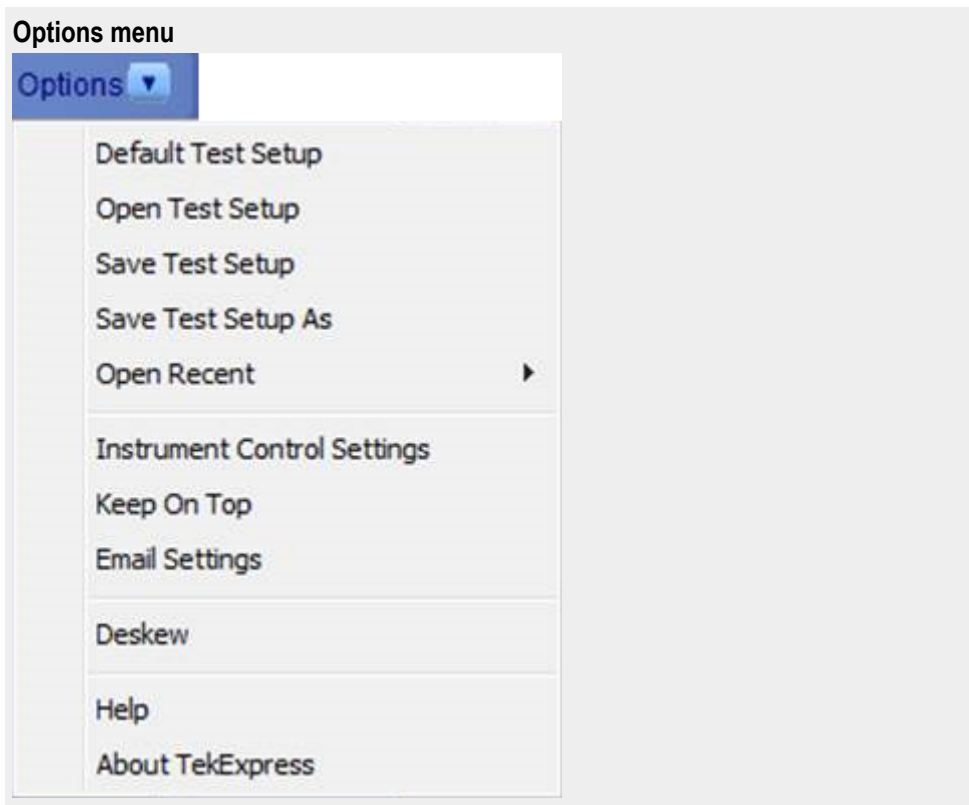 Options menu
Options
Default Test Setup
Open Test Setup
Save Test Setup
Save Test Setup As
Open Recent
Instrument Control Settings
Keep On Top
Email Settings
Deskew
Help
About TekExpress